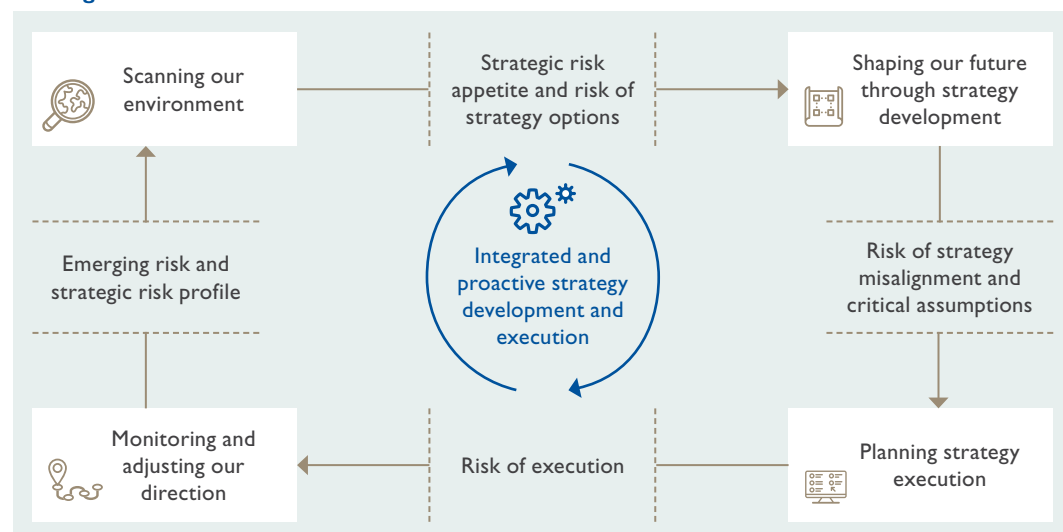 Scanning our
environment
Strategic risk
appetite and risk of
strategy options
Shaping our future
through strategy
development
Emerging risk and
strategic risk profile
Integrated and
proactive strategy
development and
execution
Risk of strategy
misalignment and
critical assumptions
Monitoring and
adjusting our
direction
Risk of execution
Planning strategy
execution